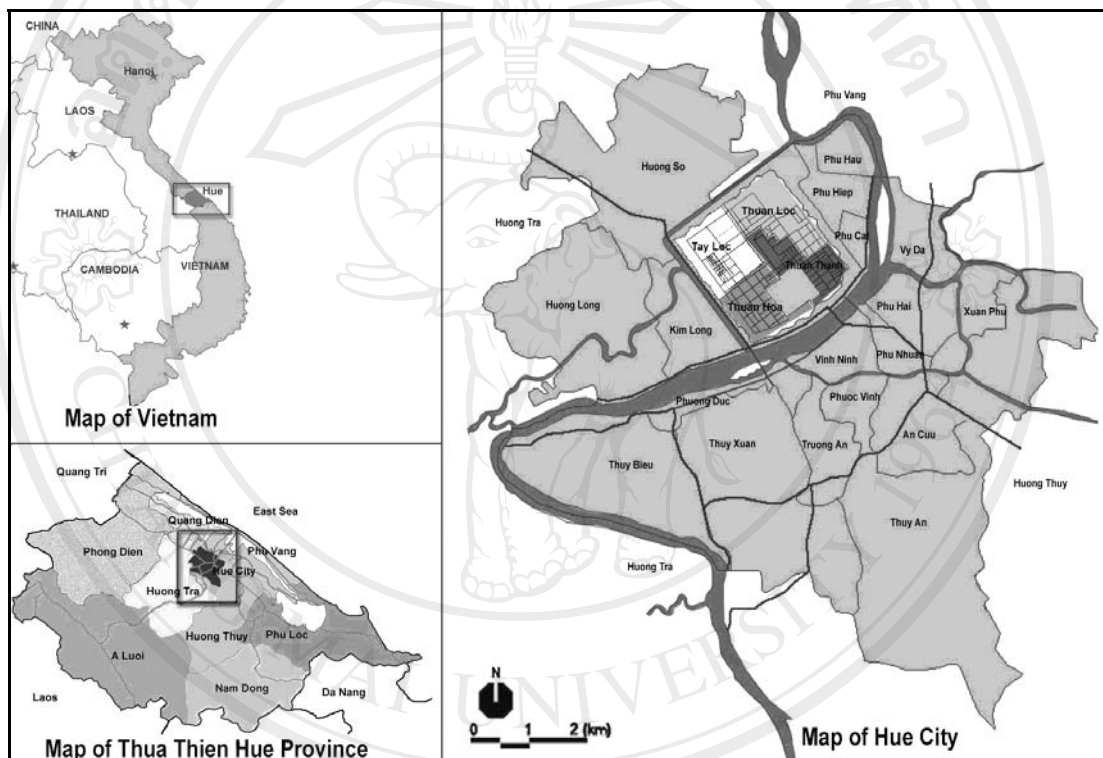 CHINA
Hanoi
LAOS
Hue
THAILAND
CAMBODIA
VIETNAM
Map of Vietnam
Quang Tri
East Sea
Quang Dien
Phong Dien
Phu Vang
Hue City
Huong Tra
Huong Thuy
Phu Loc
A Luoi
Nam Dong
Da Nang
Laos
Map of Thua Thien Hue Province
Phu Vang
Phu Hau
Huong So
Phu Hiep
Thuan Loc
Huong Tra
Phu Cat
Tay Loc
Vy Da
Thuan Thanh
Huong Long
Thuan Hoa
Phu Hai
Xuan Phu
Kim Long
Vinh Ninh
Phu Nhuan
Phuong Duc
Phuoc Vinh
An Cuu
Thuy Xuan
Truong An
Thuy Bieu
Huong Thuy
Thuy An
Huong Tra
N
0 1 2 (km)
Map of Hue City